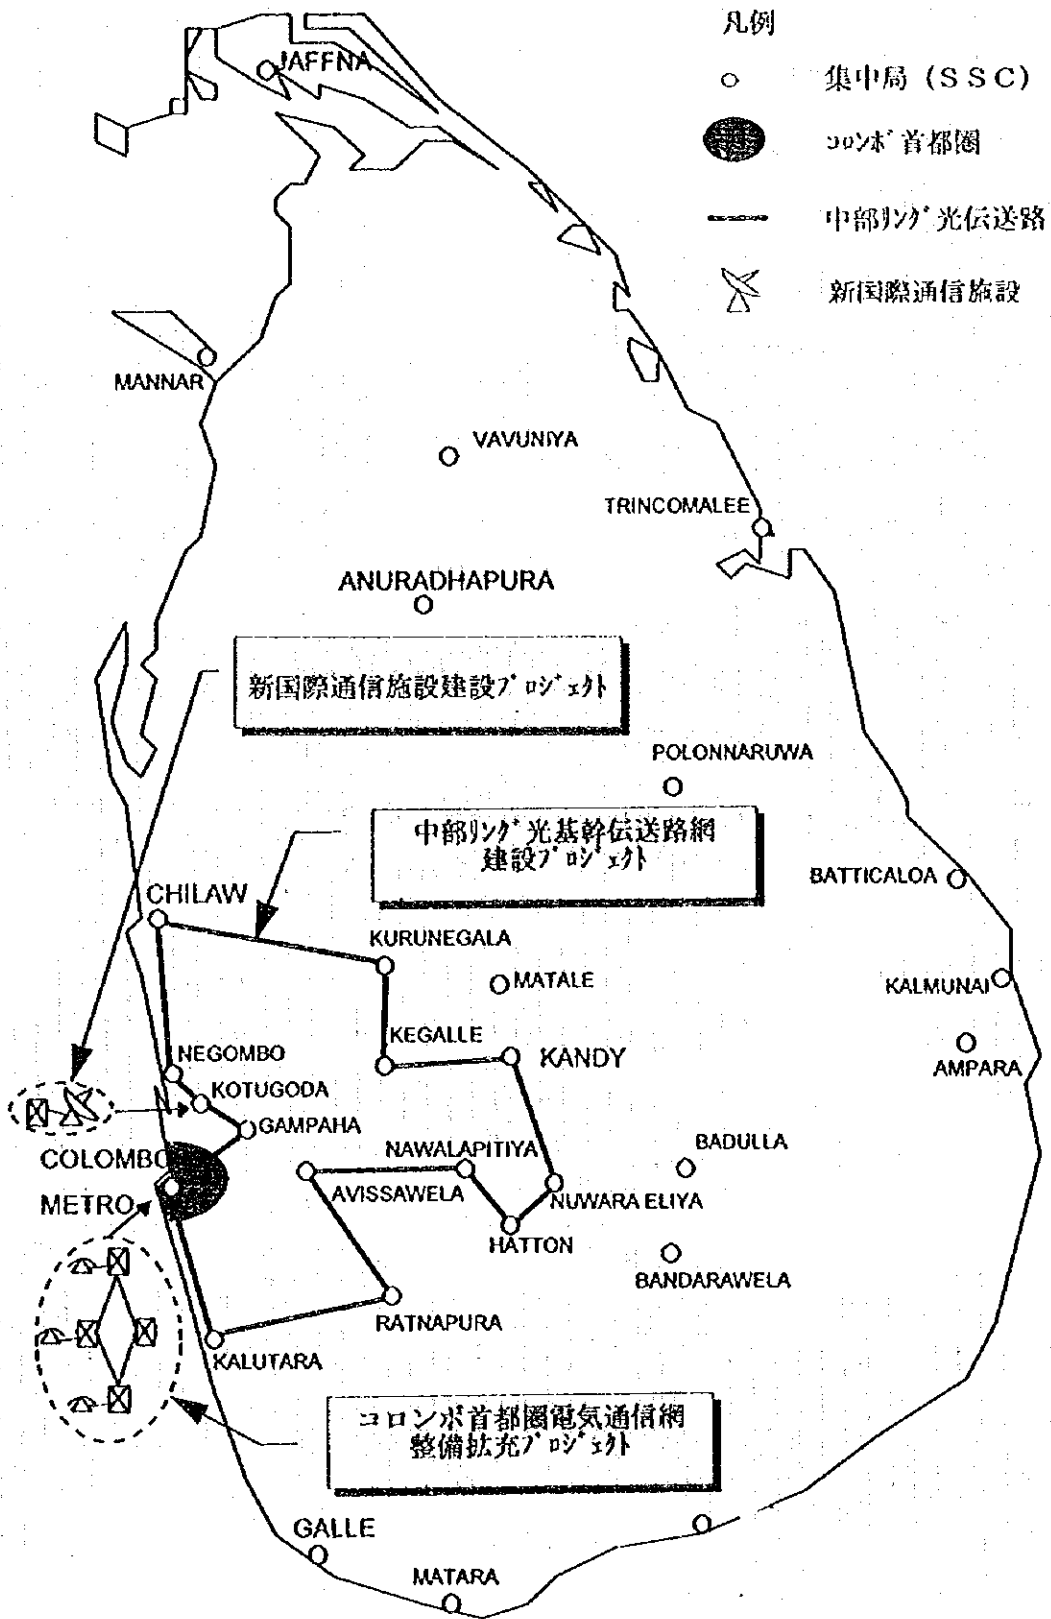 凡例
集中局(SSC)
コロンボ首都圏
中部リング光伝送路
新国際通信施設
JAFFNA
MANNAR
VAVUNIYA
TRINCOMALEE
ANURADHAPURA
新国際通信施設建設プロジェクト
POLONNARUWA
中部リング光基幹伝送路網
建設プロジェクト
BATTICALOA
CHILAW
KURUNEGALA
MATALE
KALMUNAI
KEGALLE
KANDY
NEGOMBO
AMPARA
KOTUGODA
GAMPAHA
COLOMBO
METRO
NAWALAPITIYA
BADULLA
AVISSAWELA
NUWARA ELIYA
HATTON
BANDARAWELA
RATNAPURA
KALUTARA
コロンボ首都圏電気通信網
整備拡充プロジェクト
GALLE
MATARA